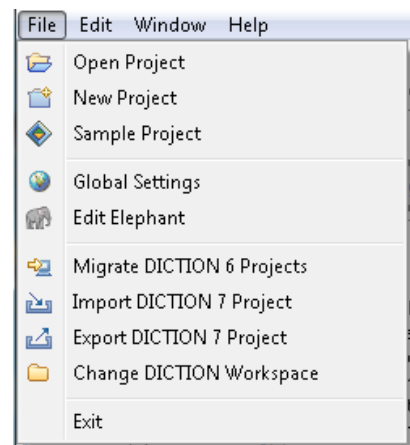 File Edit Window Help
Open Project
New Project
Sample Project
Global Settings
Edit Elephant
Migrate DICTION 6 Projects
Import DICTION 7 Project
Export DICTION 7 Project
Change DICTION Workspace
Exit